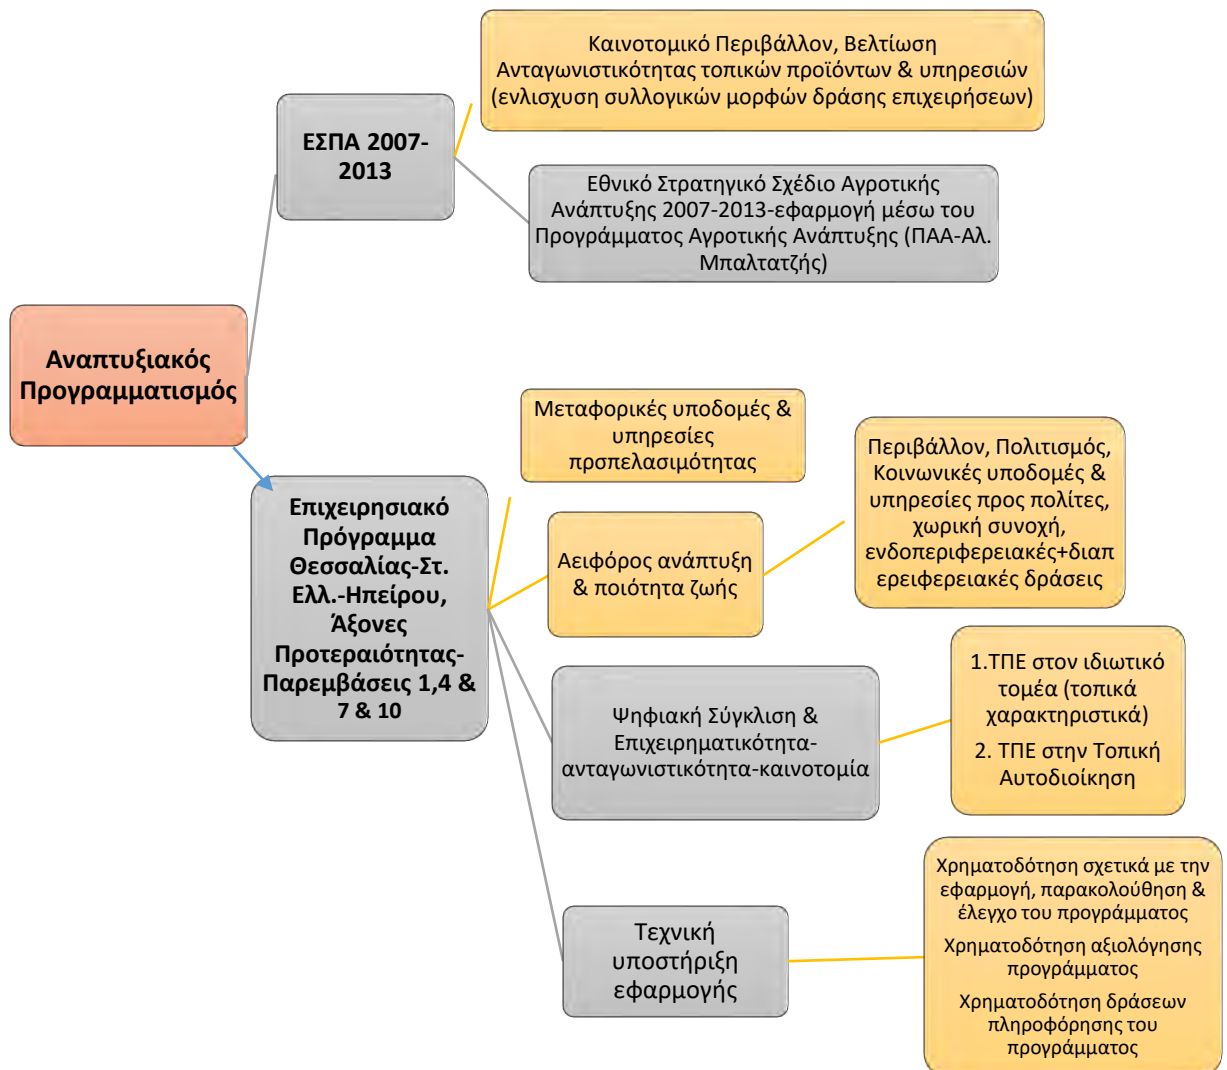 Καινοτομικό Περιβάλλον, Βελτίωση
Ανταγωνιστικότητας τοπικών προϊόντων & υπηρεσιών
(ενλισχυση συλλογικών μορφών δράσης επιχειρήσεων)
ΕΣΠΑ 2007-
2013
Εθνικό Στρατηγικό Σχέδιο Αγροτικής
Ανάπτυξης 2007-2013-εφαρμογή μέσω του
Προγράμματος Αγροτικής Ανάπτυξης (ΠΑΑ-Αλ.
Μπαλτατζής)
Αναπτυξιακός
Προγραμματισμός
Μεταφορικές υποδομές &
υπηρεσίες
πρσπελασιμότητας
Επιχειρησιακό
Πρόγραμμα
Θεσσαλίας-Στ.
Ελλ.-Ηπείρου,
Άξονες
Προτεραιότητας-
Παρεμβάσεις 1,4 &
7 & 10
Αειφόρος ανάπτυξη
& ποιότητα ζωής
Περιβάλλον, Πολιτισμός,
Κοινωνικές υποδομές &
υπηρεσίες προς πολίτες,
χωρική συνοχή,
ενδοπεριφερειακές+διαπ
ερειφερειακές δράσεις
Ψηφιακή Σύγκλιση &
Επιχειρηματικότητα-
ανταγωνιστικότητα-καινοτομία
1.ΤΠΕ στον ιδιωτικό
τομέα (τοπικά
χαρακτηριστικά)
2. ΤΠΕ στην Τοπική
Αυτοδιοίκηση
Τεχνική
υποστήριξη
εφαρμογής
Χρηματοδότηση σχετικά με την
εφαρμογή, παρακολούθηση &
έλεγχο του προγράμματος
Χρηματοδότηση αξιολόγησης
προγράμματος
Χρηματοδότηση δράσεων
πληροφόρησης του
προγράμματος